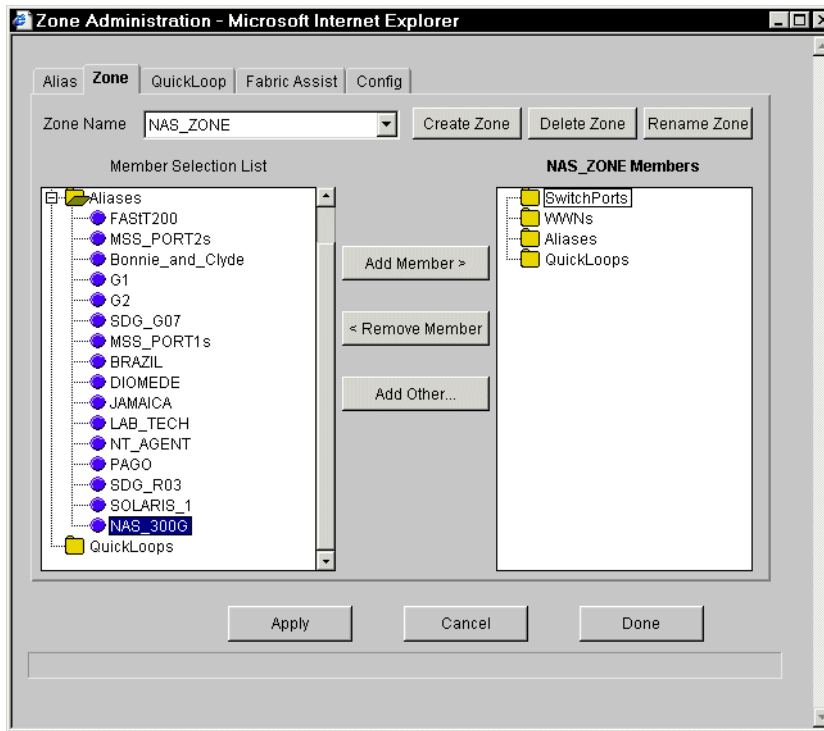 Zone Administration - Microsoft Internet Explorer
Alias Zone QuickLoop Fabric Assist Config
Zone Name NAS_ZONE Create Zone Delete Zone Rename Zone
Member Selection List
NAS_ZONE Members
Aliases
FAStT200
MSS_PORT2s
Bonnie_and_Clyde
G1
G2
SDG_G07
MSS_PORT1s
BRAZIL
DIOMEDE
JAMAICA
LAB_TECH
NT_AGENT
PAGO
SDG_R03
SOLARIS_1
NAS_300G
QuickLoops
Add Member >
< Remove Member
Add Other...
SwitchPorts
WWNs
Aliases
QuickLoops
Apply Cancel Done